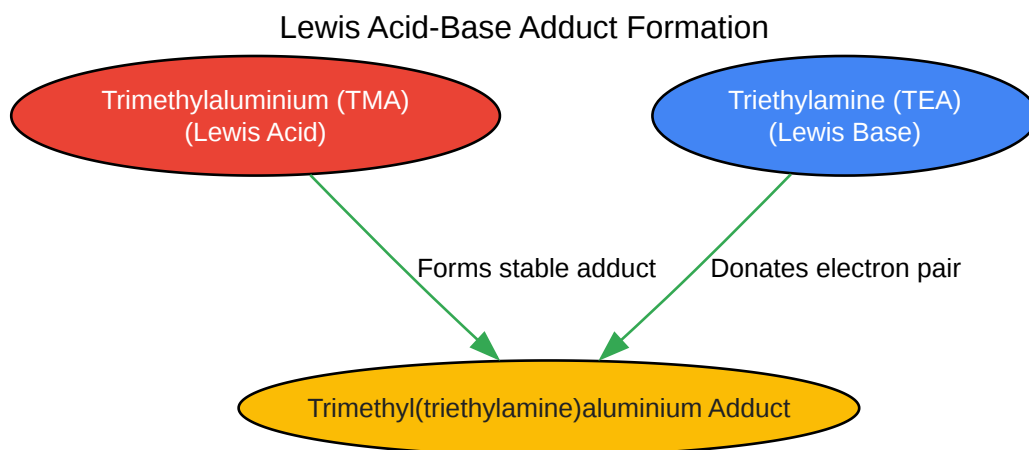 Lewis Acid-Base Adduct Formation
Trimethylaluminium (TMA)
(Lewis Acid)
Triethylamine (TEA)
(Lewis Base)
Forms stable adduct
Donates electron pair
Trimethyl(triethylamine)aluminium Adduct